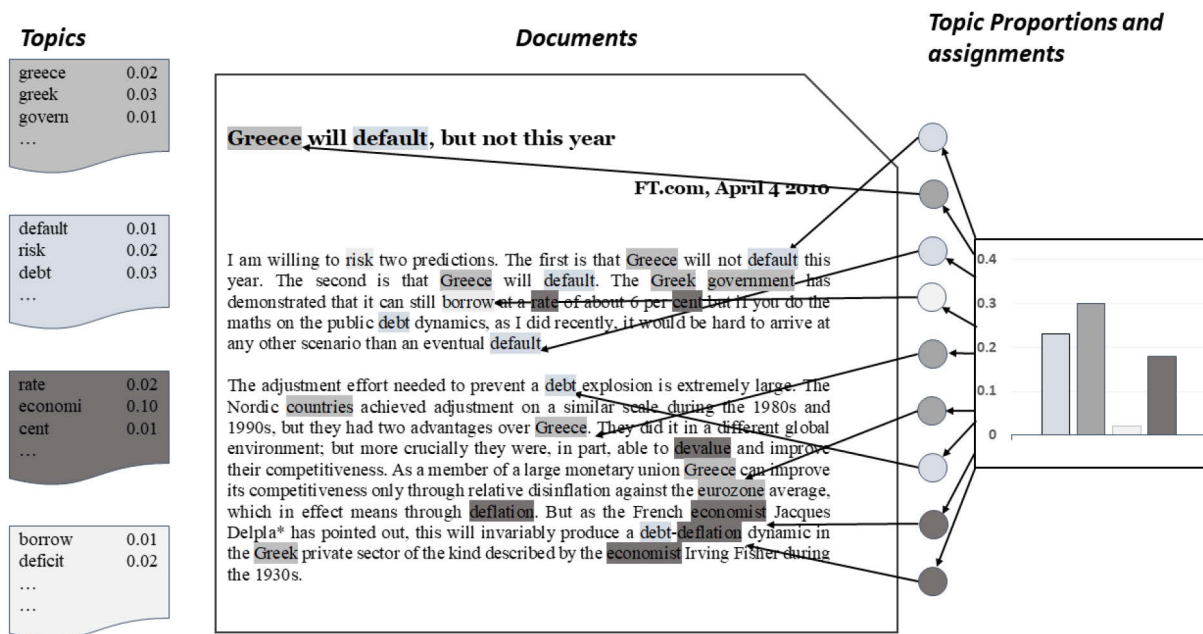 Topics
greece 0.02
greek 0.03
govern 0.01
…
default 0.01
risk 0.02
debt 0.03
…
rate 0.02
economi 0.10
cent 0.01
…
borrow 0.01
deficit 0.02
…
…
Documents
Greece will default, but not this year
FT.com, April 4 2010
I am willing to risk two predictions. The first is that Greece will not default this
year. The second is that Greece will default. The Greek government has
demonstrated that it can still borrow at a rate of about 6 per cent but if you do the
maths on the public debt dynamics, as I did recently, it would be hard to arrive at
any other scenario than an eventual default
The adjustment effort needed to prevent a debt explosion is extremely large. The
Nordic countries achieved adjustment on a similar scale during the 1980s and
1990s, but they had two advantages over Greece. They did it in a different global
environment; but more crucially they were, in part, able to devalue and improve
their competitiveness. As a member of a large monetary union Greece can improve
its competitiveness only through relative disinflation against the eurozone average,
which in effect means through deflation. But as the French economist Jacques
Delpla* has pointed out, this will invariably produce a debt-deflation dynamic in
the Greek private sector of the kind described by the economist Irving Fisher during
the 1930s.
Topic Proportions and
assignments
0.4
0.3
0.2
0.1
0